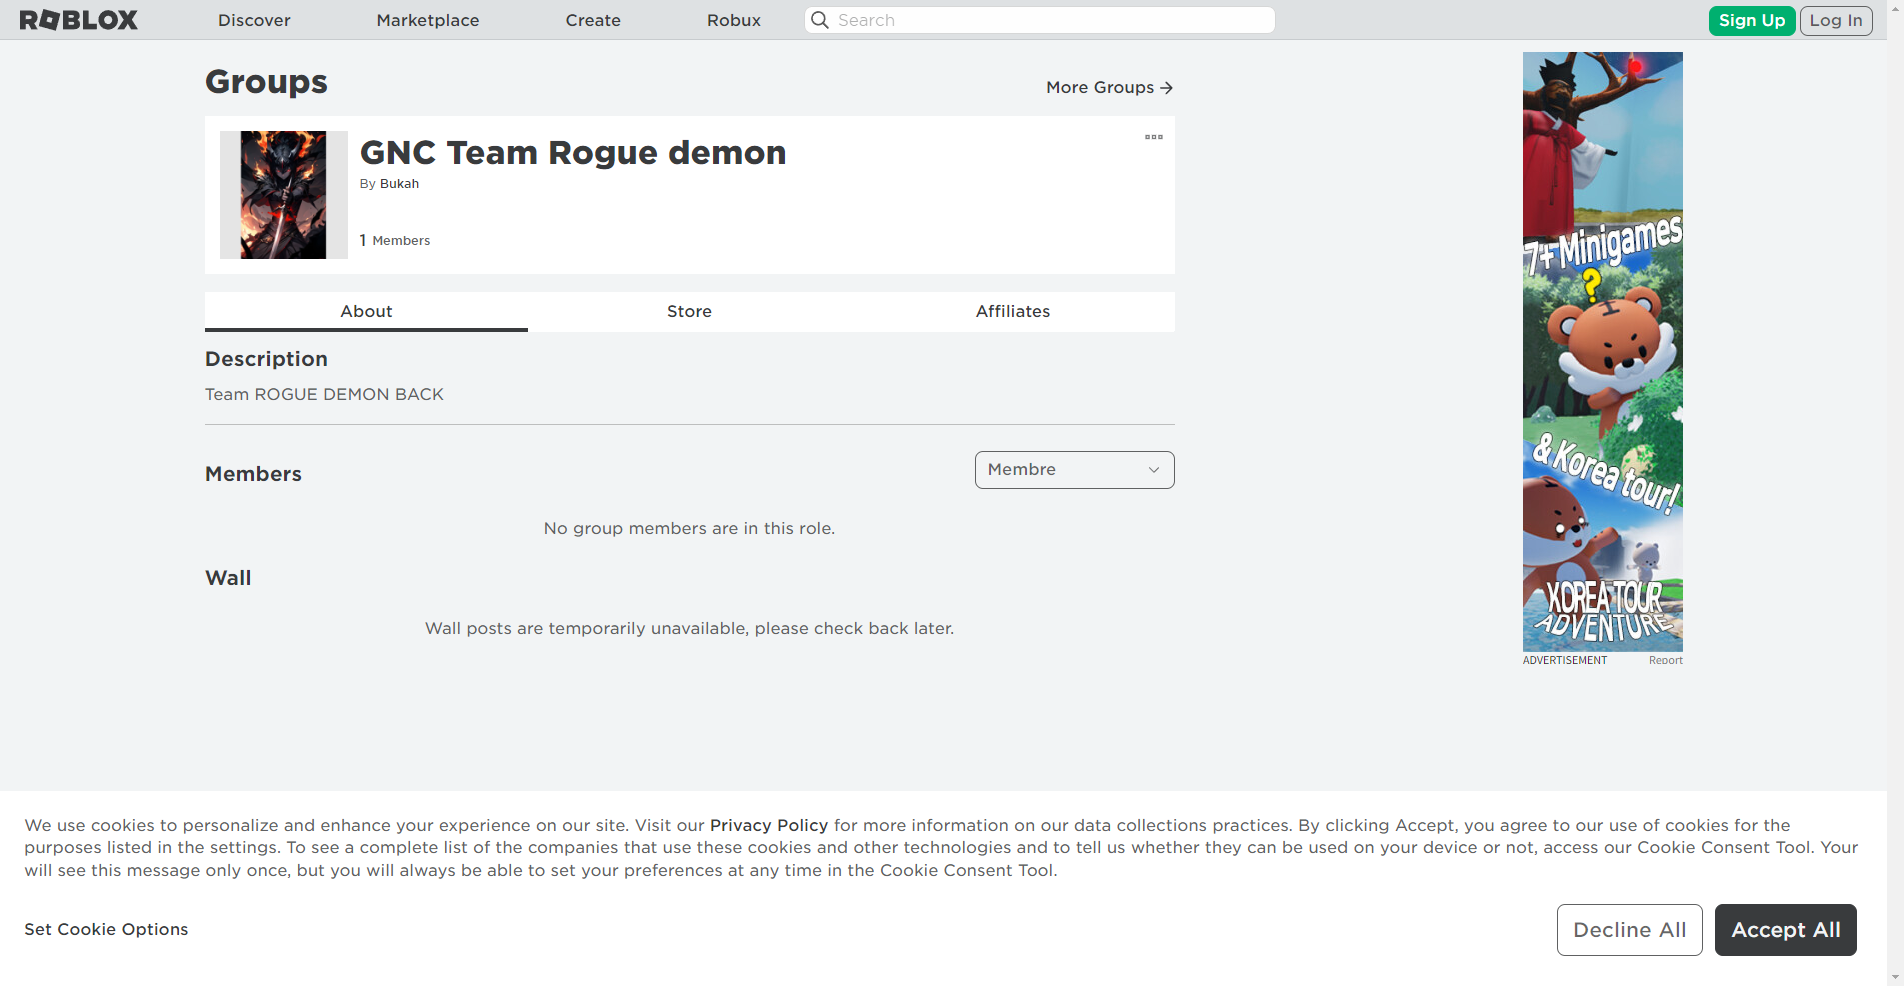 ROBLOX
Discover
Marketplace
Create
Robux
Search
Sign Up
Log In
Groups
More Groups
GNC Team Rogue demon
By Bukah
1 Members
About
Store
Affiliates
Description
Team ROGUE DEMON BACK
Members
Membre
No group members are in this role.
Wall
Wall posts are temporarily unavailable, please check back later.
7+ Minigames
?
& Korea tour!
KOREA TOUR
ADVENTURE
ADVERTISEMENT
Report
We use cookies to personalize and enhance your experience on our site. Visit our Privacy Policy for more information on our data collections practices. By clicking Accept, you agree to our use of cookies for the
purposes listed in the settings. To see a complete list of the companies that use these cookies and other technologies and to tell us whether they can be used on your device or not, access our Cookie Consent Tool. Your
will see this message only once, but you will always be able to set your preferences at any time in the Cookie Consent Tool.
Set Cookie Options
Decline All
Accept All